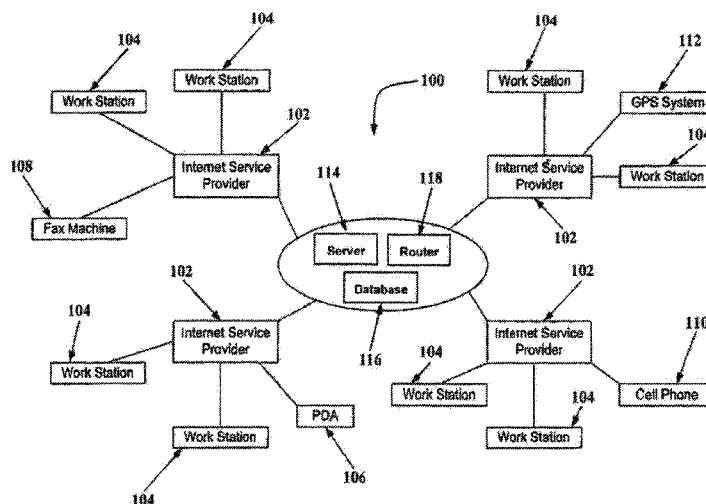 104
104
104
112
Work Station
Work Station
Work Station
GPS System
100
102
104
108
Internet Service
Provider
114
118
Internet Service
Provider
Work Station
Fax Machine
Server
Router
102
102
Database
102
104
Internet Service
Provider
116
Internet Service
Provider
110
104
Work Station
Work Station
Cell Phone
104
PDA
Work Station
Work Station
104
106